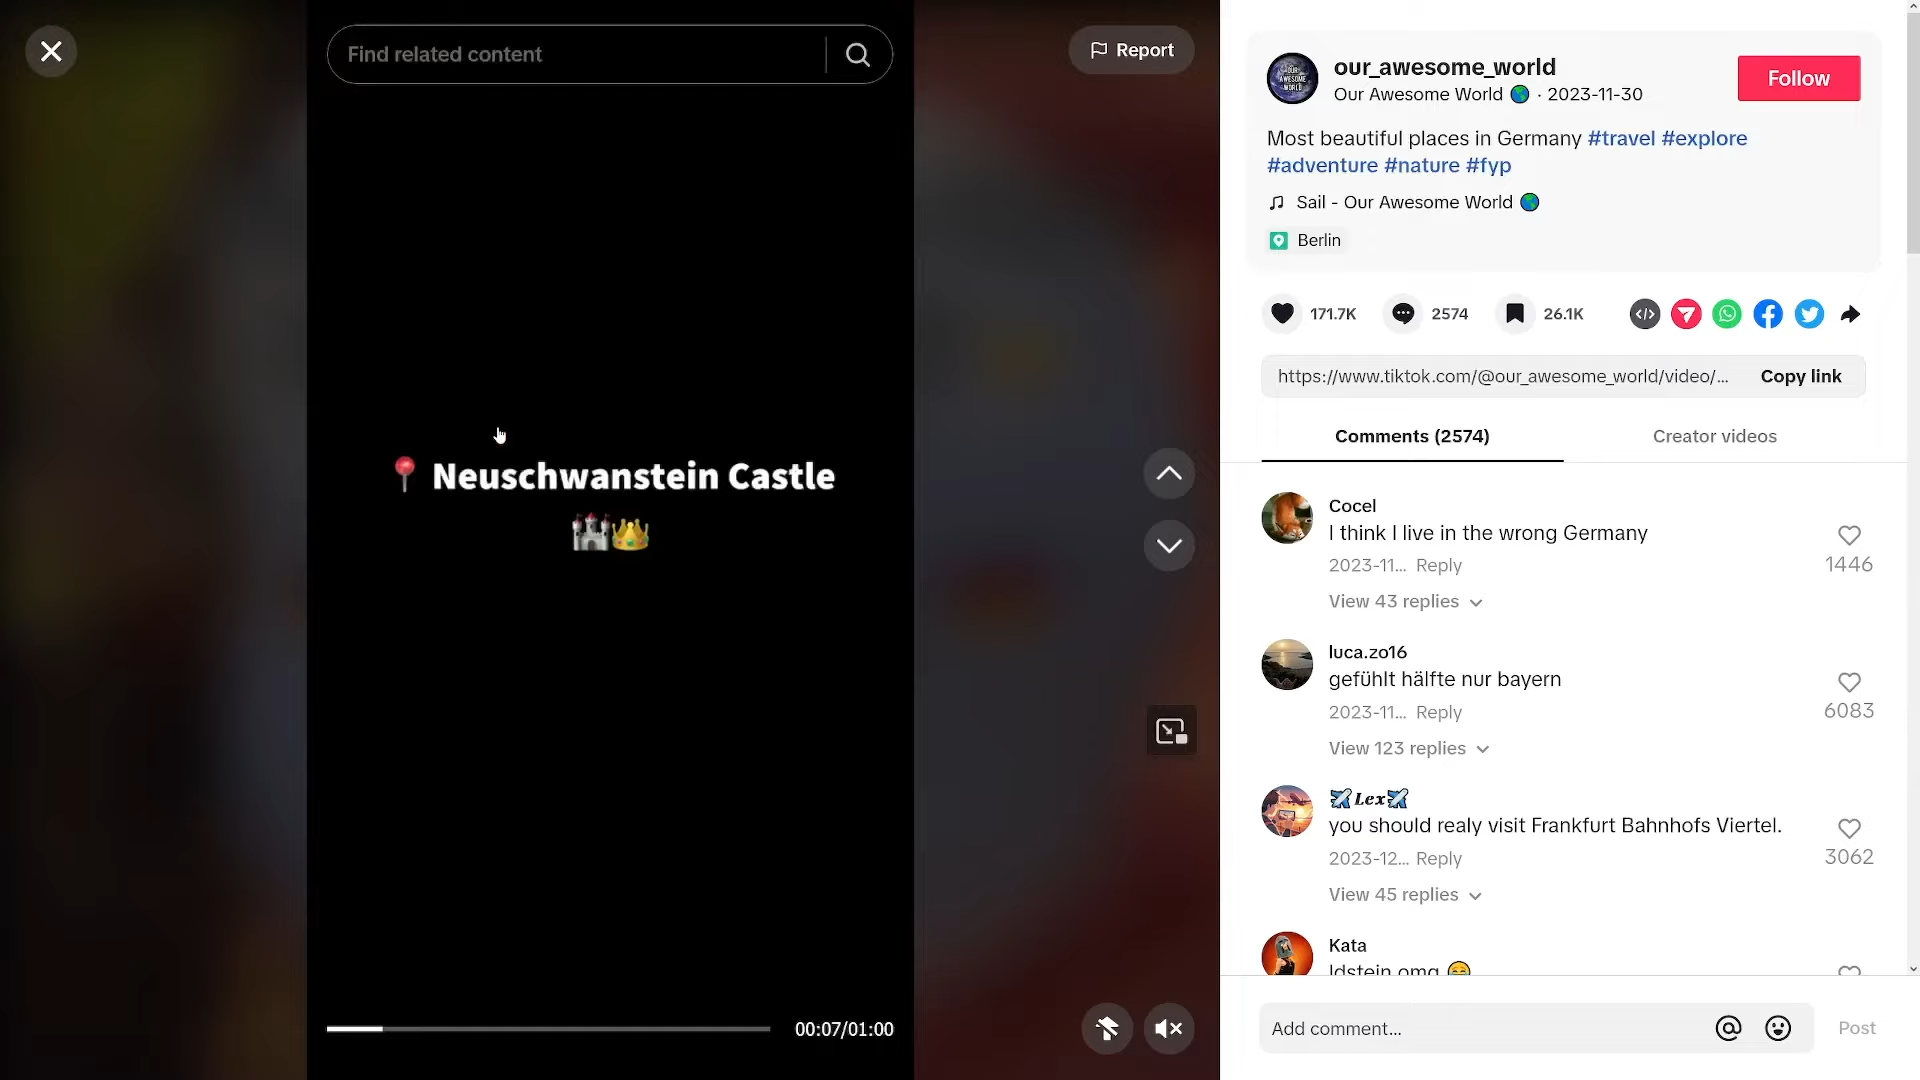 Find related content
Report
📍 Neuschwanstein Castle
🏰👑
00:07/01:00
our_awesome_world
Our Awesome World 🌎 · 2023-11-30
Follow
Most beautiful places in Germany #travel #explore
#adventure #nature #fyp
Sail - Our Awesome World 🌎
Berlin
171.7K
2574
26.1K
https://www.tiktok.com/@our_awesome_world/video/...
Copy link
Comments (2574)
Creator videos
Cocel
I think I live in the wrong Germany
2023-11... Reply
1446
View 43 replies
luca.zo16
gefühlt hälfte nur bayern
2023-11... Reply
6083
View 123 replies
✈️Lex✈️
you should realy visit Frankfurt Bahnhofs Viertel.
2023-12... Reply
3062
View 45 replies
Kata
Idstein omg 😊
Add comment...
Post